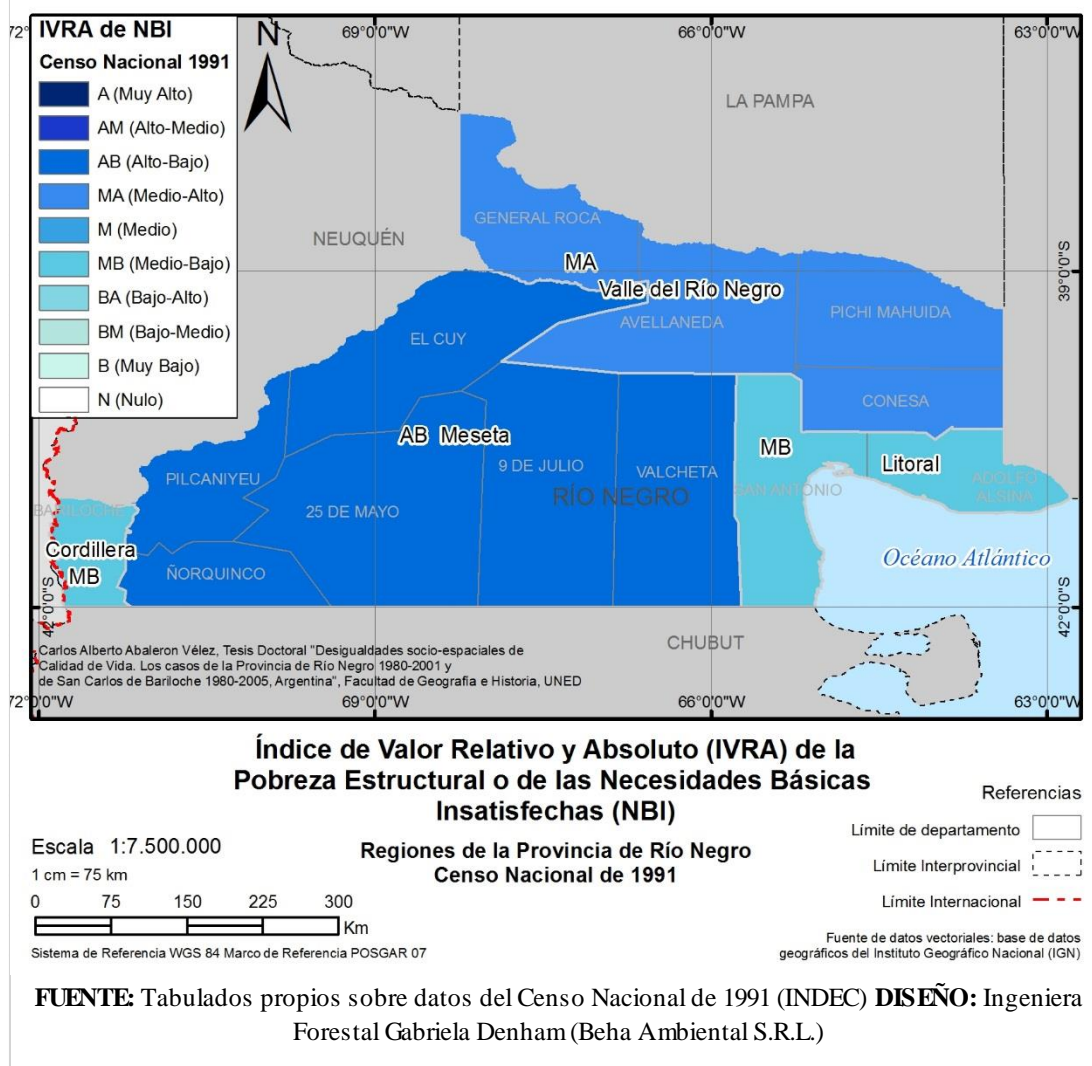 IVRA de NBI
Censo Nacional 1991
A (Muy Alto)
AM (Alto-Medio)
AB (Alto-Bajo)
MA (Medio-Alto)
M (Medio)
MB (Medio-Bajo)
BA (Bajo-Alto)
BM (Bajo-Medio)
B (Muy Bajo)
N (Nulo)
N
69°0'0"W
66°0'0"W
63°0'0"W
LA PAMPA
NEUQUÉN
GENERAL ROCA
MA
Valle del Río Negro
39°0'0"S
39°0'0"S
AVELLANEDA
PICHI MAHUIDA
EL CUY
CONESA
AB Meseta
MB
Litoral
9 DE JULIO
VALCHETA
PILCANIYEU
RÍO NEGRO
SAN ANTONIO
ADOLFO
ALSINA
25 DE MAYO
BARILOCHE
Cordillera
MB
ÑORQUINCO
Océano Atlántico
42°0'0"S
42°0'0"S
CHUBUT
Carlos Alberto Abaleron Vélez, Tesis Doctoral "Desigualdades socio-espaciales de
Calidad de Vida. Los casos de la Provincia de Río Negro 1980-2001 y
de San Carlos de Bariloche 1980-2005, Argentina", Facultad de Geografía e Historia, UNED
72°0'0"W
69°0'0"W
66°0'0"W
63°0'0"W
Índice de Valor Relativo y Absoluto (IVRA) de la
Pobreza Estructural o de las Necesidades Básicas
Insatisfechas (NBI)
Regiones de la Provincia de Río Negro
Censo Nacional de 1991
Escala 1:7.500.000
1 cm = 75 km
0 75 150 225 300
Km
Sistema de Referencia WGS 84 Marco de Referencia POSGAR 07
Referencias
Límite de departamento
Límite Interprovincial
Límite Internacional
Fuente de datos vectoriales: base de datos
geográficos del Instituto Geográfico Nacional (IGN)
FUENTE: Tabulados propios sobre datos del Censo Nacional de 1991 (INDEC) DISEÑO: Ingeniera
Forestal Gabriela Denham (Beha Ambiental S.R.L.)